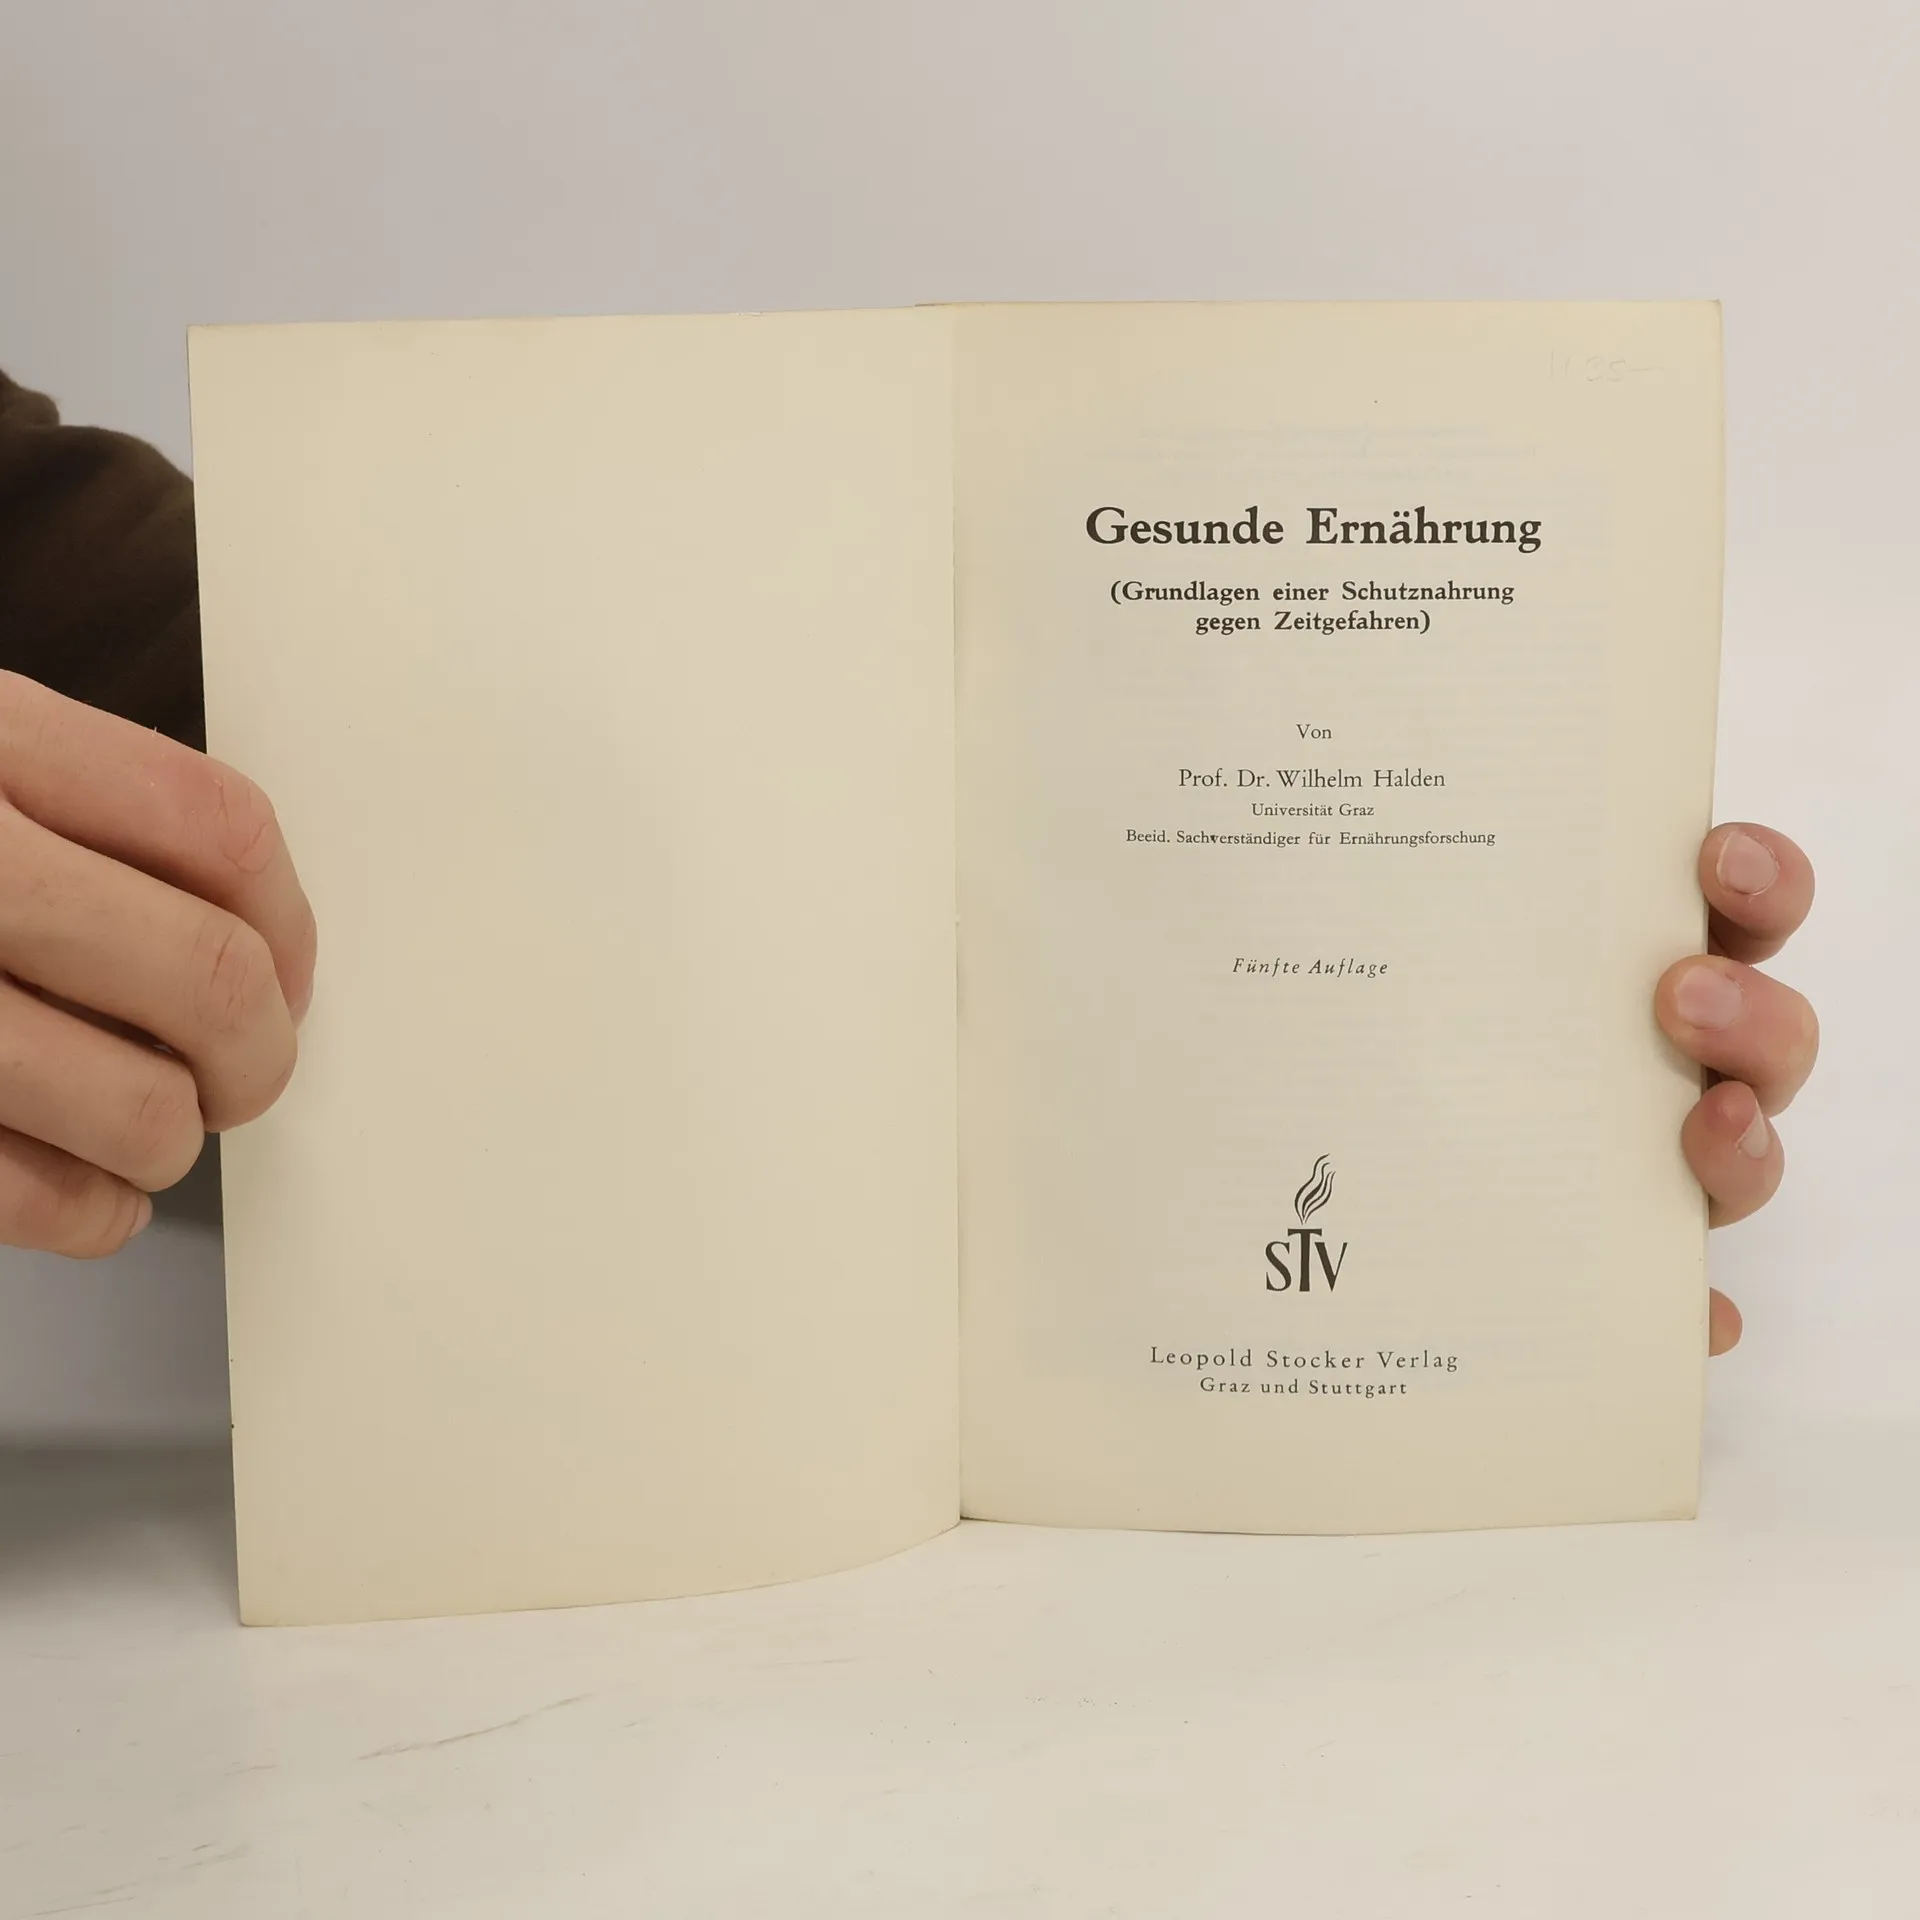 Gesunde Ernährung
(Grundlagen einer Schutznahrung
gegen Zeitgefahren)
Von
Prof. Dr. Wilhelm Halden
Universität Graz
Beeid. Sachverständiger für Ernährungsforschung
Fünfte Auflage
STV
Leopold Stocker Verlag
Graz und Stuttgart